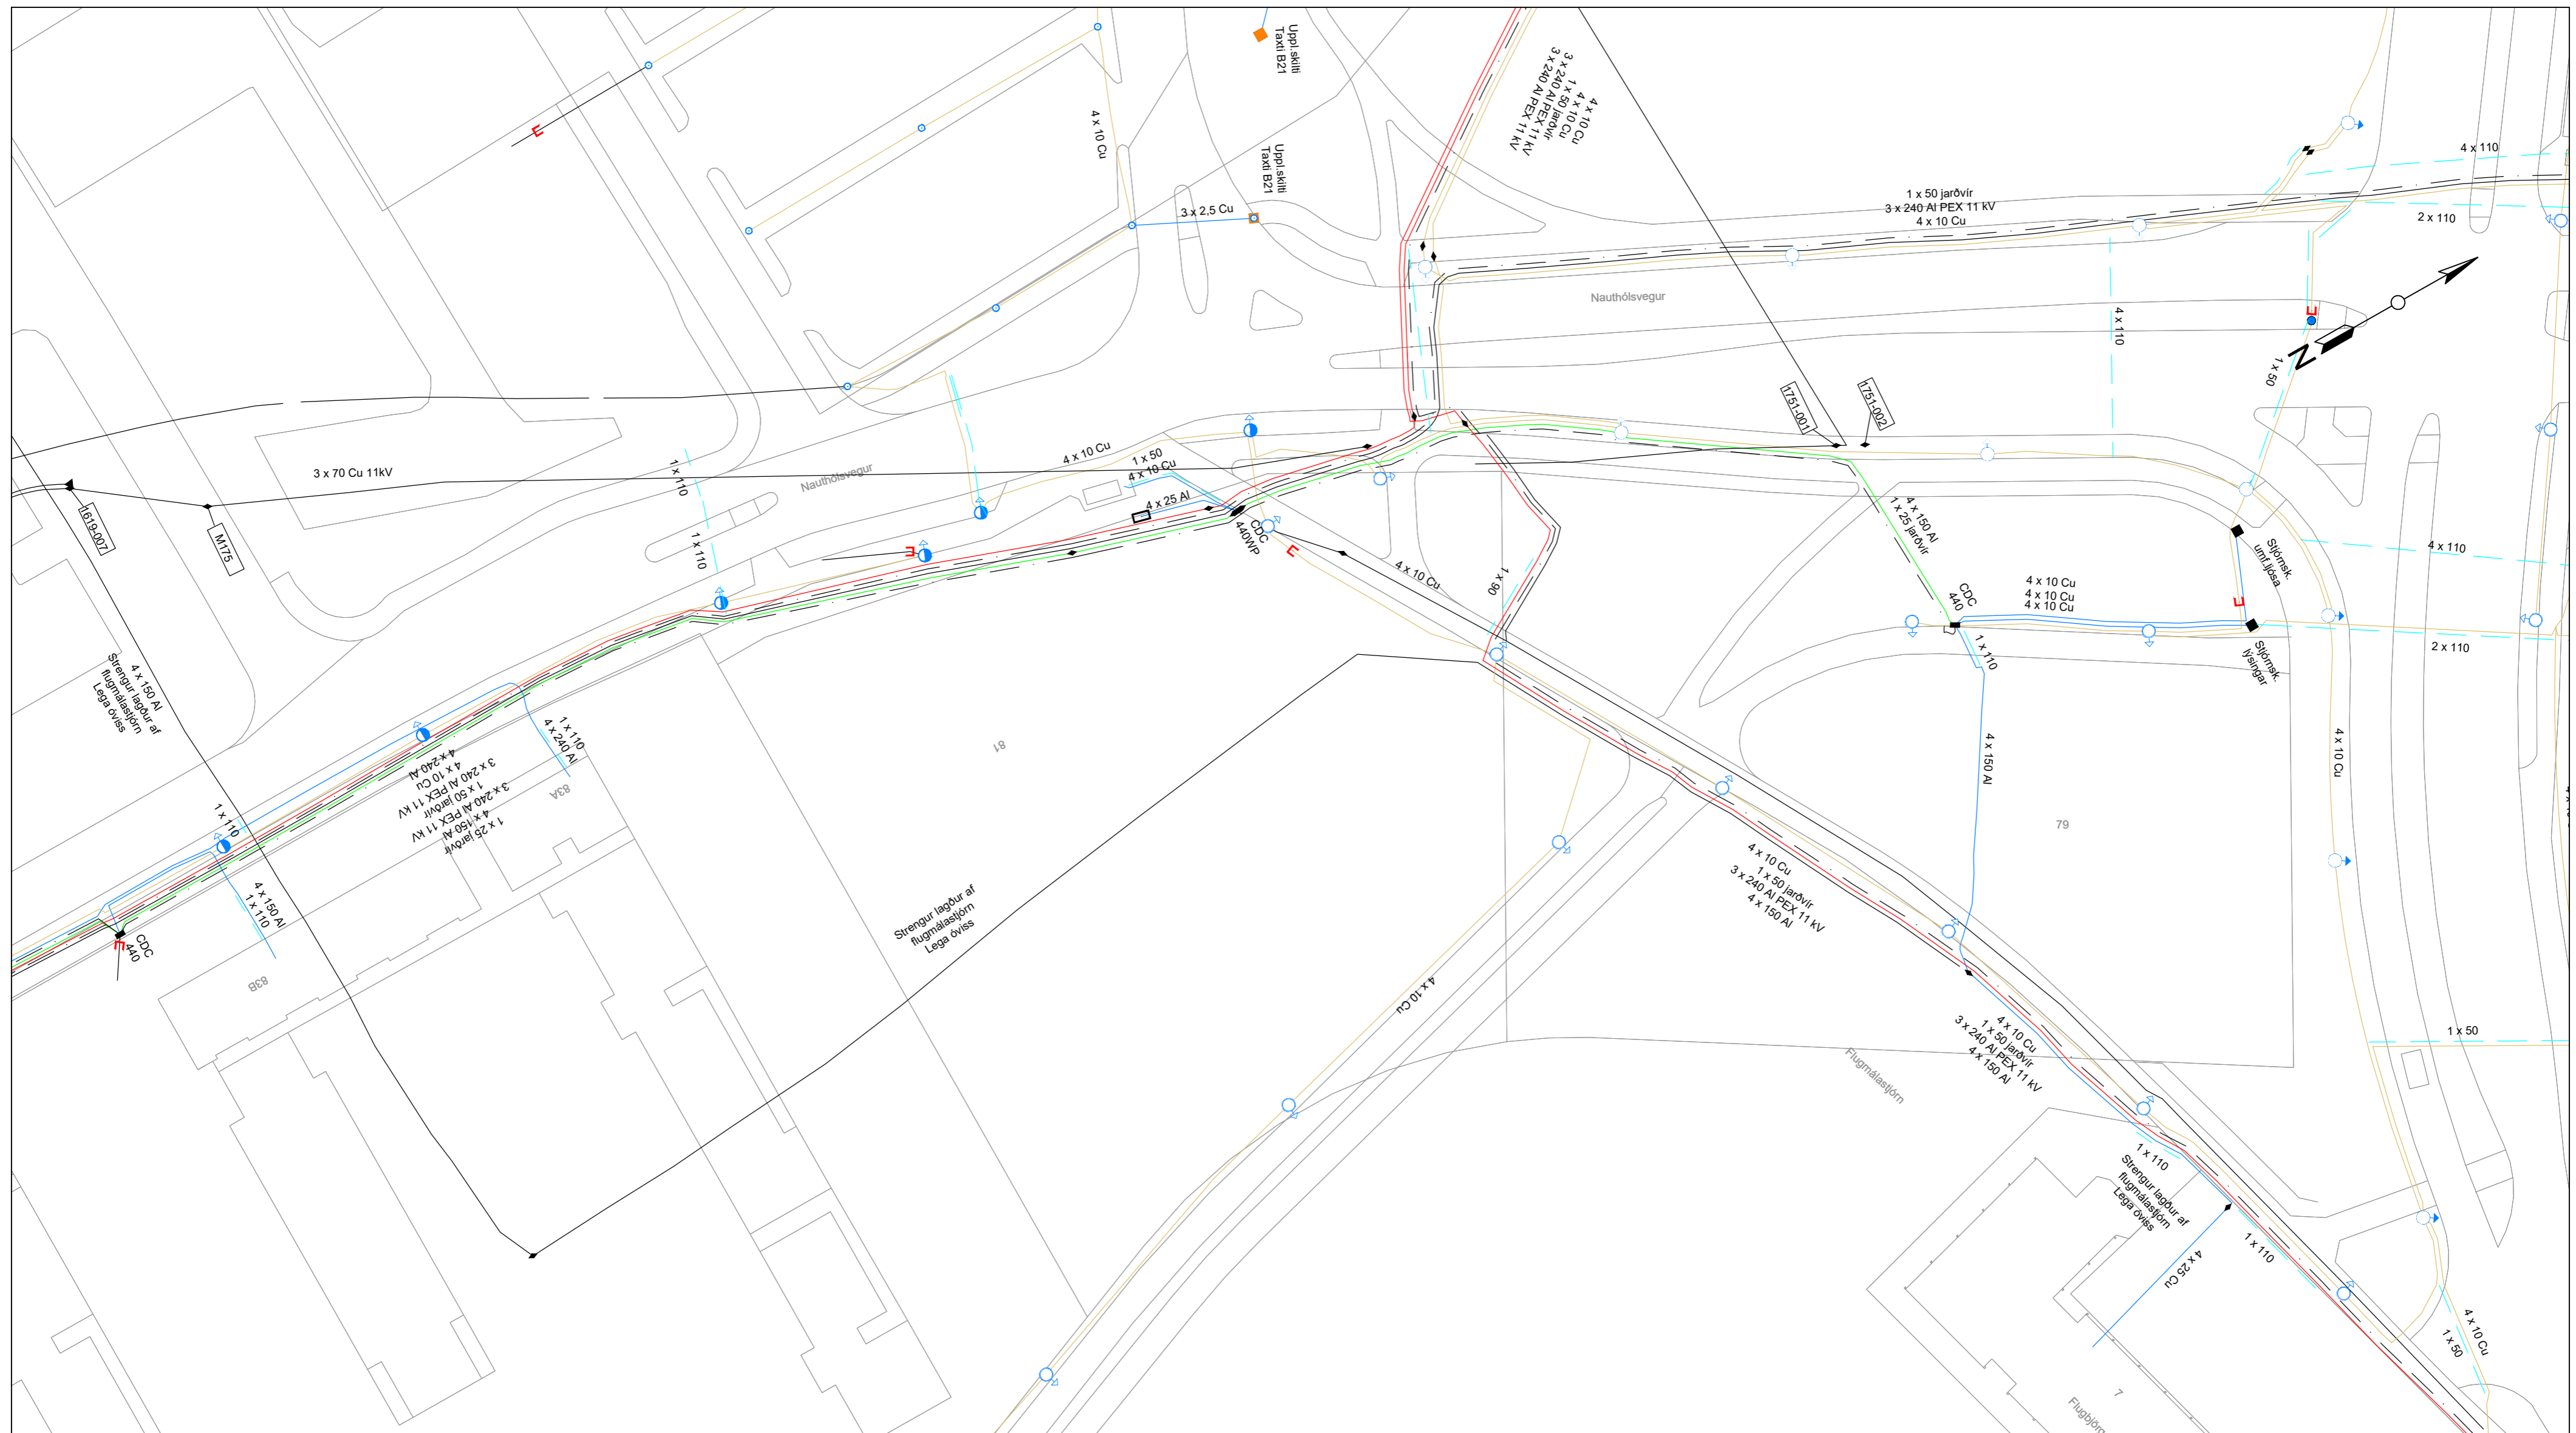 Uppl.skilti
Taxti B21
4 x 10 Cu
Uppl.skilti
Taxti B21
3 x 2,5 Cu
4 x 10 Cu
4 x 10 Cu
1 x 50 jarðvír
3 x 240 Al PEX 11 kV
3 x 240 Al PEX 11 kV
1 x 50 jarðvír
3 x 240 Al PEX 11 kV
4 x 10 Cu
4 x 110
2 x 110
Nauthólsvegur
4 x 110
N
1 x 50
1751-001
1751-002
3 x 70 Cu 11kV
1619-007
M175
1 x 110
1 x 110
Nauthólsvegur
4 x 10 Cu
1 x 50
4 x 10 Cu
4 x 25 Al
CDC
440WP
4 x 10 Cu
1 x 90
4 x 150 Al
1 x 25 jarðvír
CDC
440
4 x 10 Cu
4 x 10 Cu
4 x 10 Cu
1 x 110
Stjórnsk.
umf.ljósa
Stjórnsk.
lýsingar
4 x 110
2 x 110
4 x 150 Al
Strengur lagður af
flugmálastjórn
Lega óviss
1 x 110
4 x 240 Al
81
83A
4 x 240 Al
4 x 10 Cu
3 x 240 Al PEX 11 kV
1 x 50 jarðvír
3 x 240 Al PEX 11 kV
4 x 150 Al
1 x 25 jarðvír
1 x 110
4 x 150 Al
1 x 110
CDC
440
83B
Strengur lagður af
flugmálastjórn
Lega óviss
4 x 150 Al
79
4 x 10 Cu
4 x 10 Cu
1 x 50 jarðvír
3 x 240 Al PEX 11 kV
4 x 150 Al
4 x 10 Cu
4 x 10 Cu
1 x 50 jarðvír
3 x 240 Al PEX 11 kV
4 x 150 Al
1 x 50
Flugmálastjórn
1 x 110
Strengur lagður af
flugmálastjórn
Lega óviss
1 x 110
4 x 25 Cu
4 x 10 Cu
1 x 50
7